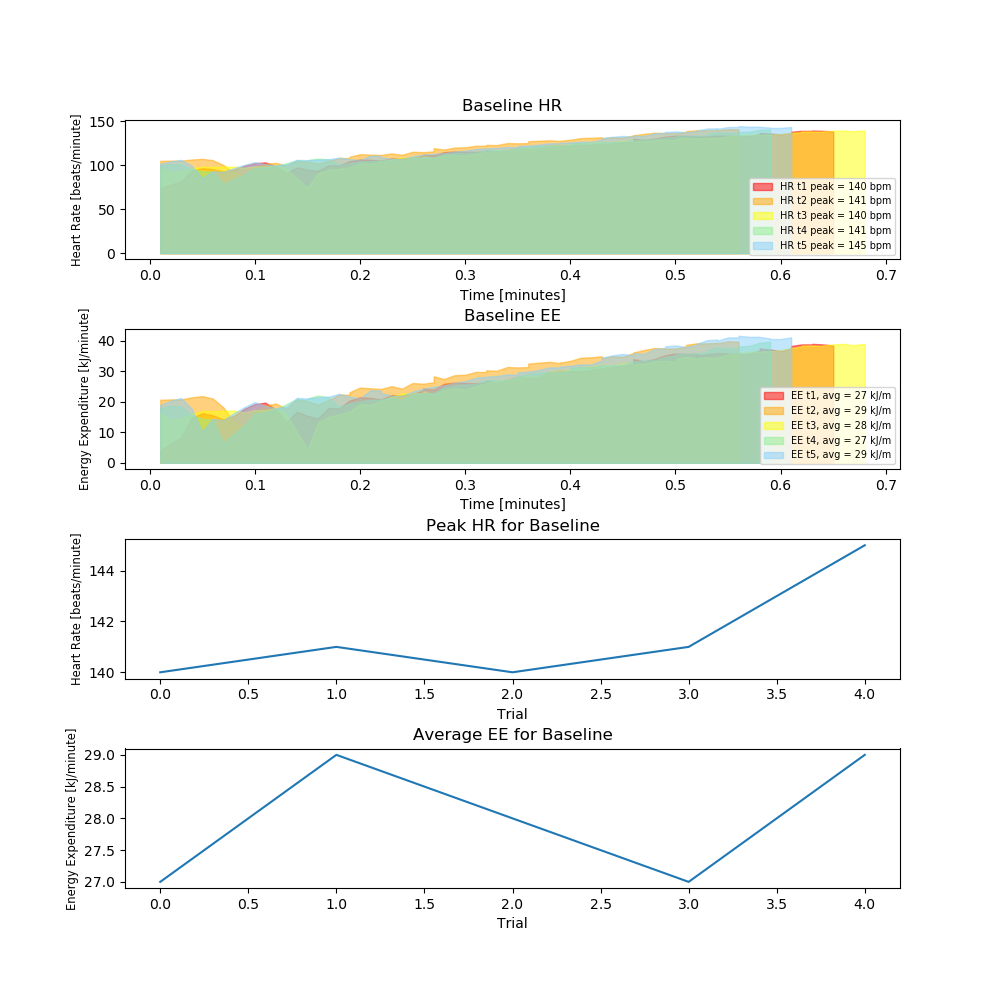 Baseline HR
Heart Rate [beats/minute]
150
100
50
0
HR t1 peak = 140 bpm
HR t2 peak = 141 bpm
HR t3 peak = 140 bpm
HR t4 peak = 141 bpm
HR t5 peak = 145 bpm
0.0 0.1 0.2 0.3 0.4 0.5 0.6 0.7
Time [minutes]
Baseline EE
Energy Expenditure [kJ/minute]
40
30
20
10
0
EE t1, avg = 27 kJ/m
EE t2, avg = 29 kJ/m
EE t3, avg = 28 kJ/m
EE t4, avg = 27 kJ/m
EE t5, avg = 29 kJ/m
0.0 0.1 0.2 0.3 0.4 0.5 0.6 0.7
Time [minutes]
Peak HR for Baseline
Heart Rate [beats/minute]
144
142
140
0.0 0.5 1.0 1.5 2.0 2.5 3.0 3.5 4.0
Trial
Average EE for Baseline
Energy Expenditure [kJ/minute]
29.0
28.5
28.0
27.5
27.0
0.0 0.5 1.0 1.5 2.0 2.5 3.0 3.5 4.0
Trial